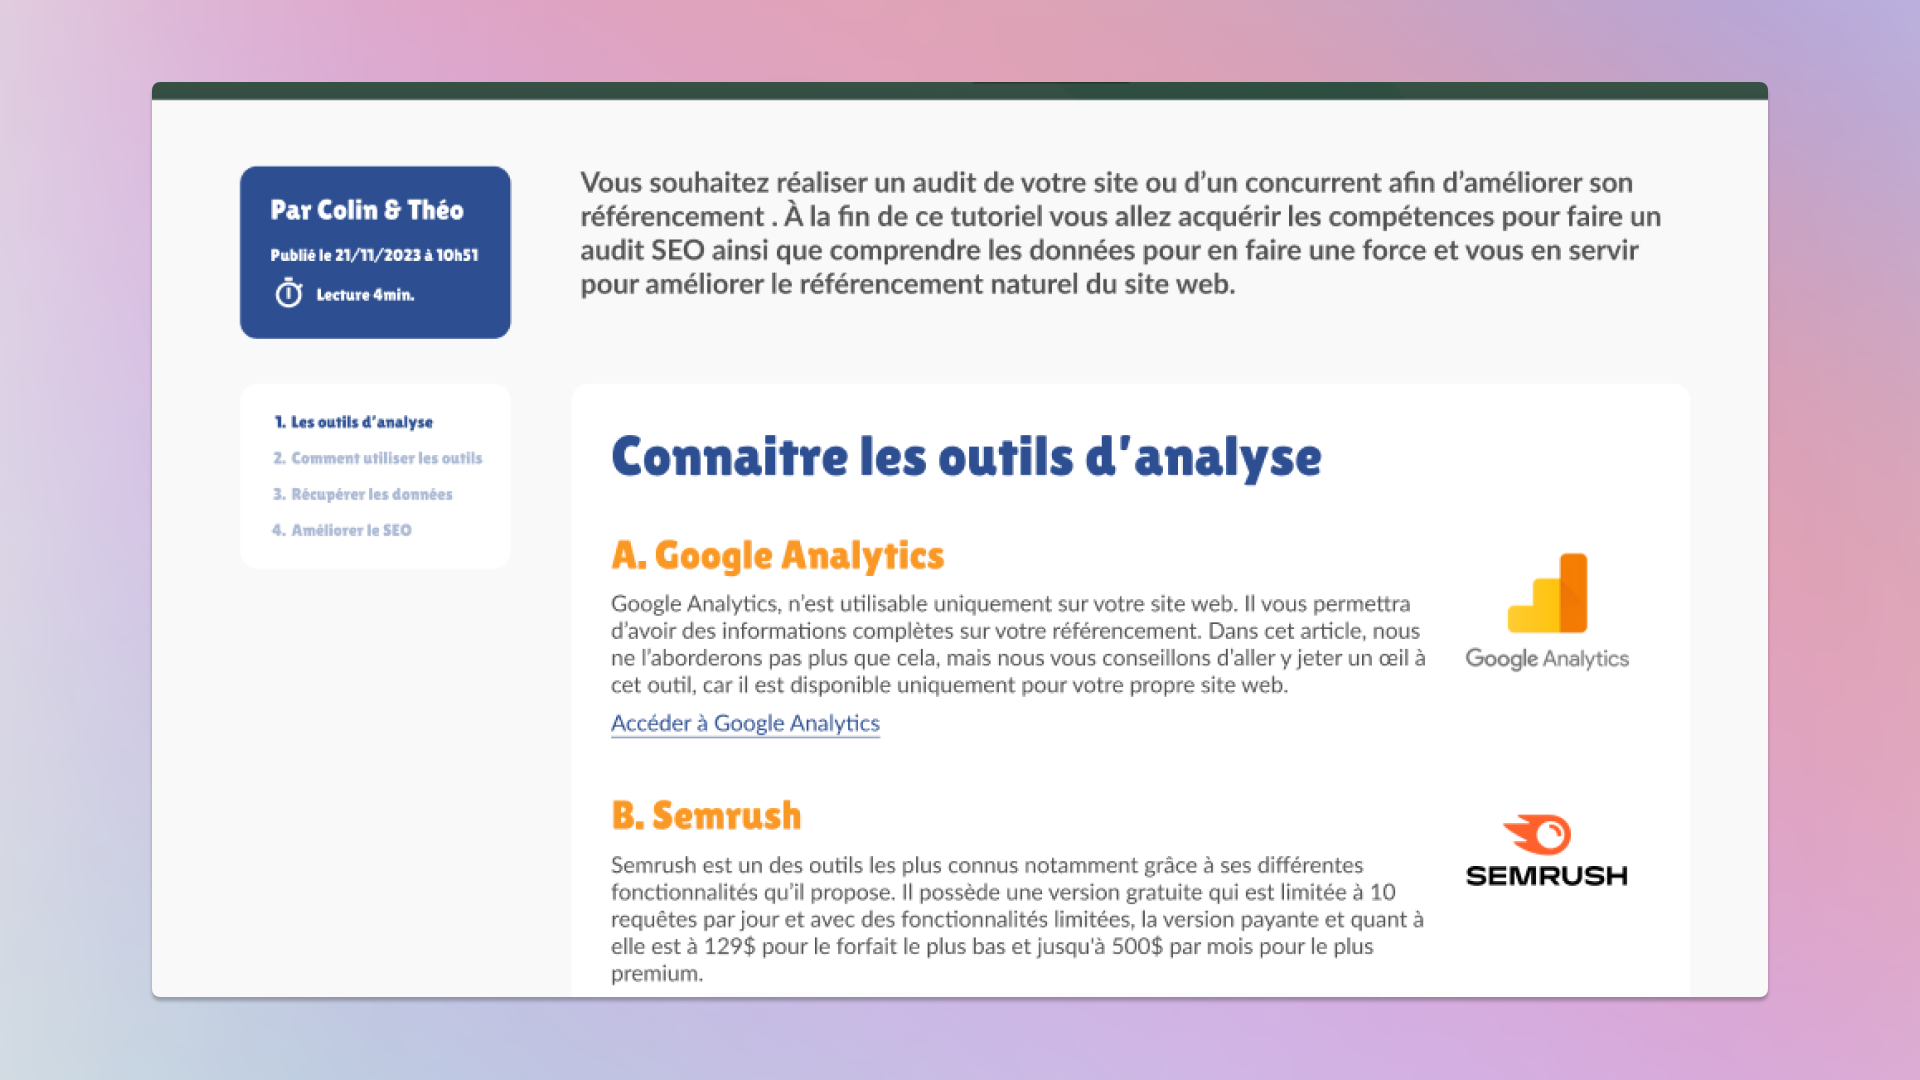 Par Colin & Théo
Publié le 21/11/2023 à 10h51
Lecture 4min.
Vous souhaitez réaliser un audit de votre site ou d’un concurrent afin d’améliorer son
référencement . À la fin de ce tutoriel vous allez acquérir les compétences pour faire un
audit SEO ainsi que comprendre les données pour en faire une force et vous en servir
pour améliorer le référencement naturel du site web.
1. Les outils d’analyse
2. Comment utiliser les outils
3. Récupérer les données
4. Améliorer le SEO
Connaitre les outils d’analyse
A. Google Analytics
Google Analytics, n’est utilisable uniquement sur votre site web. Il vous permettra
d’avoir des informations complètes sur votre référencement. Dans cet article, nous
ne l’aborderons pas plus que cela, mais nous vous conseillons d’aller y jeter un œil à
cet outil, car il est disponible uniquement pour votre propre site web.
Accéder à Google Analytics
Google Analytics
B. Semrush
Semrush est un des outils les plus connus notamment grâce à ses différentes
fonctionnalités qu’il propose. Il possède une version gratuite qui est limitée à 10
requêtes par jour et avec des fonctionnalités limitées, la version payante et quant à
elle est à 129$ pour le forfait le plus bas et jusqu'à 500$ par mois pour le plus
premium.
SEMRUSH